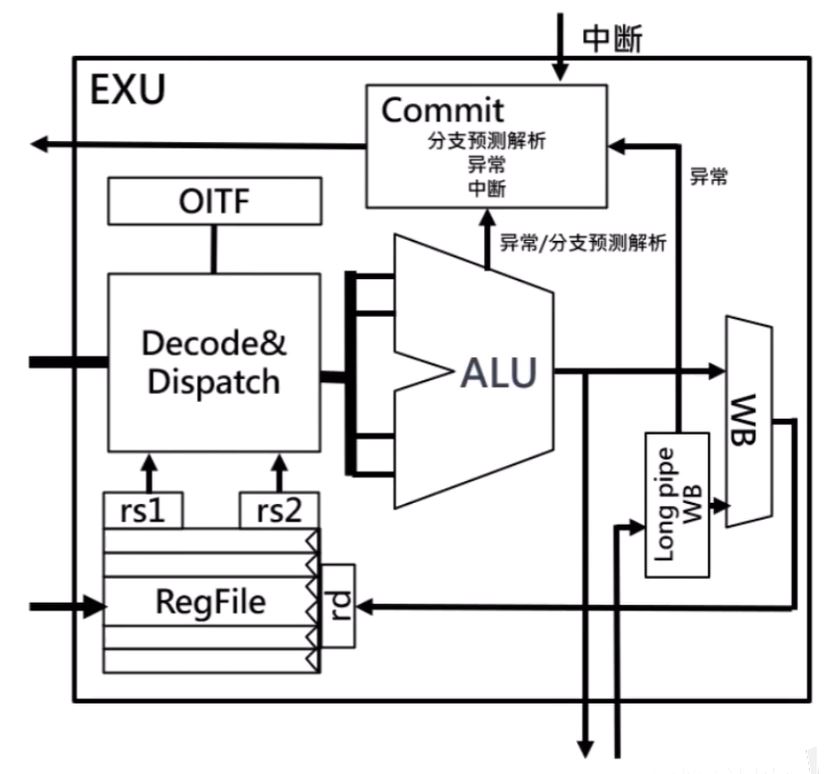 中断
EXU
Commit
分支预测解析
异常
中断
异常
OITF
异常/分支预测解析
Decode&
Dispatch
ALU
WB
Long pipe
WB
rs1
rs2
RegFile
rd